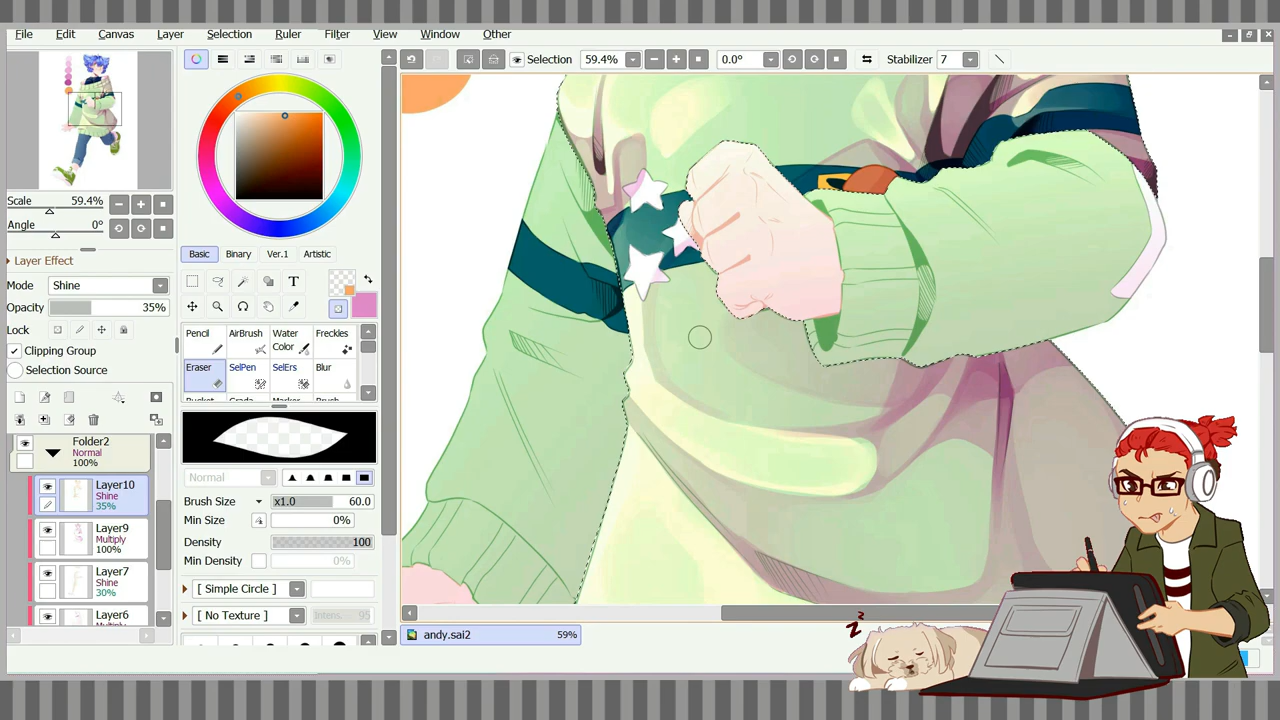 File Edit Canvas Layer Selection Ruler Filter View Window Other
Selection 59.4% 0.0° Stabilizer 7
Scale 59.4%
Angle 0°
Layer Effect
Mode Shine
Opacity 35%
Lock
Clipping Group
Selection Source
Folder2
Normal
100%
Layer10
Shine
35%
Layer9
Multiply
100%
Layer7
Shine
30%
Layer6
Basic Binary Ver.1 Artistic
T
Pencil AirBrush Water Color Freckles
Eraser SelPen SelErs Blur
Normal
Brush Size x1.0 60.0
Min Size 0%
Density 100
Min Density 0%
[ Simple Circle ]
[ No Texture ] Intens. 95
andy.sai2 59%
z
Z